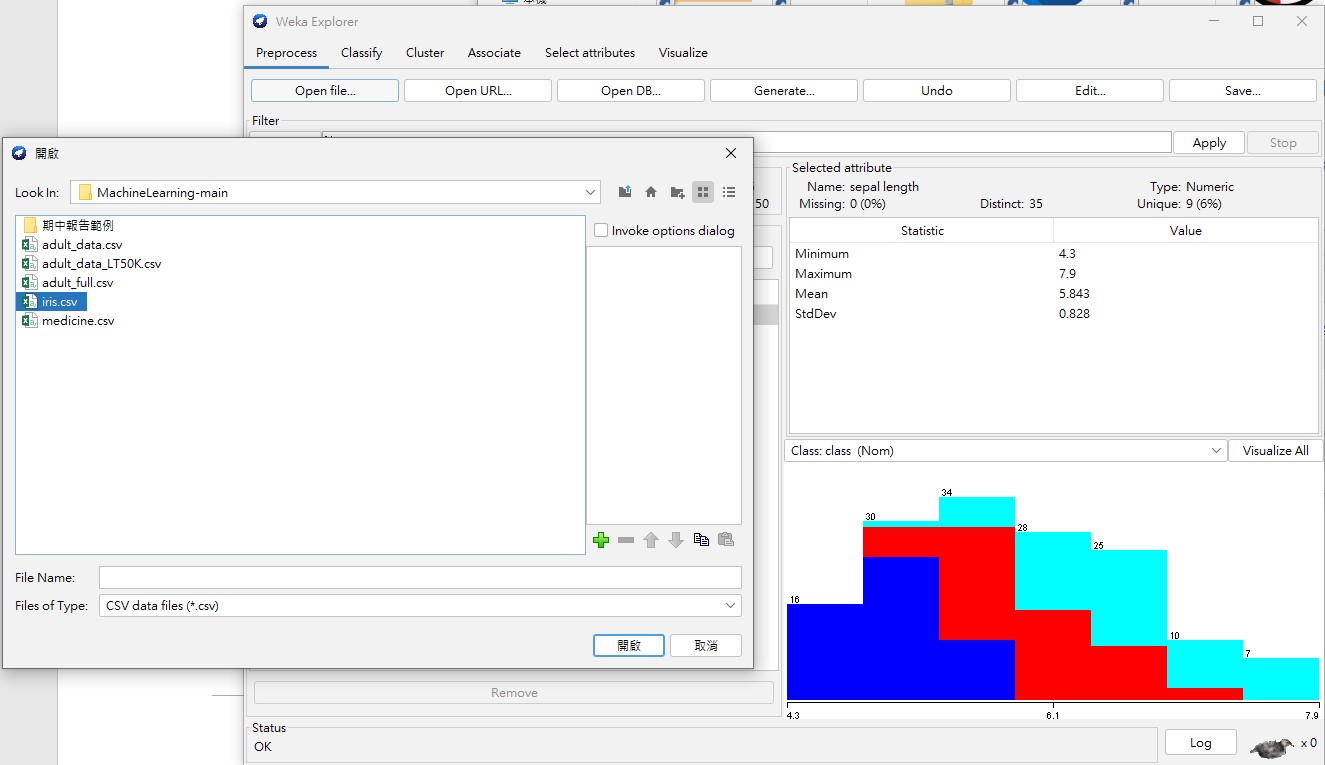 Weka Explorer
Preprocess Classify Cluster Associate Select attributes Visualize
Open file... Open URL... Open DB... Generate... Undo Edit... Save...
Filter
Apply Stop
開啟
Look In: MachineLearning-main
期中報告範例
adult_data.csv
adult_data_LT50K.csv
adult_full.csv
iris.csv
medicine.csv
Invoke options dialog
File Name:
Files of Type: CSV data files (*.csv)
開啟 取消
50
Selected attribute
Name: sepal length Type: Numeric
Missing: 0 (0%) Distinct: 35 Unique: 9 (6%)
Statistic Value
Minimum 4.3
Maximum 7.9
Mean 5.843
StdDev 0.828
Class: class (Nom) Visualize All
16 30 34 28 25 10 7
4.3 6.1 7.9
Remove
Status
OK
Log x 0